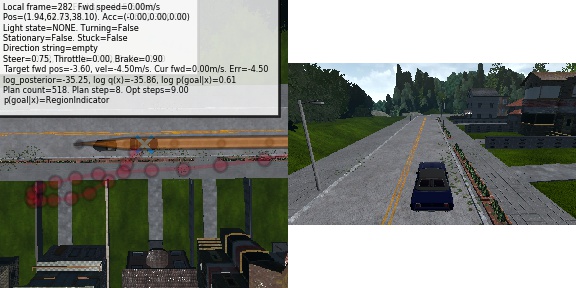 Local frame=282. Fwd speed=0.00m/s
Pos=(1.94,62.73,38.10). Acc=(-0.00,0.00,0.00)
Light state=NONE. Turning=False
Stationary=False. Stuck=False
Direction string=empty
Steer=0.75, Throttle=0.00, Brake=0.90
Target fwd pos=-3.60, vel=-4.50m/s. Cur fwd=0.00m/s. Err=-4.50
log_posterior=-35.25, log q(x)=-35.86, log p(goal|x)=0.61
Plan count=518. Plan step=8. Opt steps=9.00
p(goal|x)=RegionIndicator